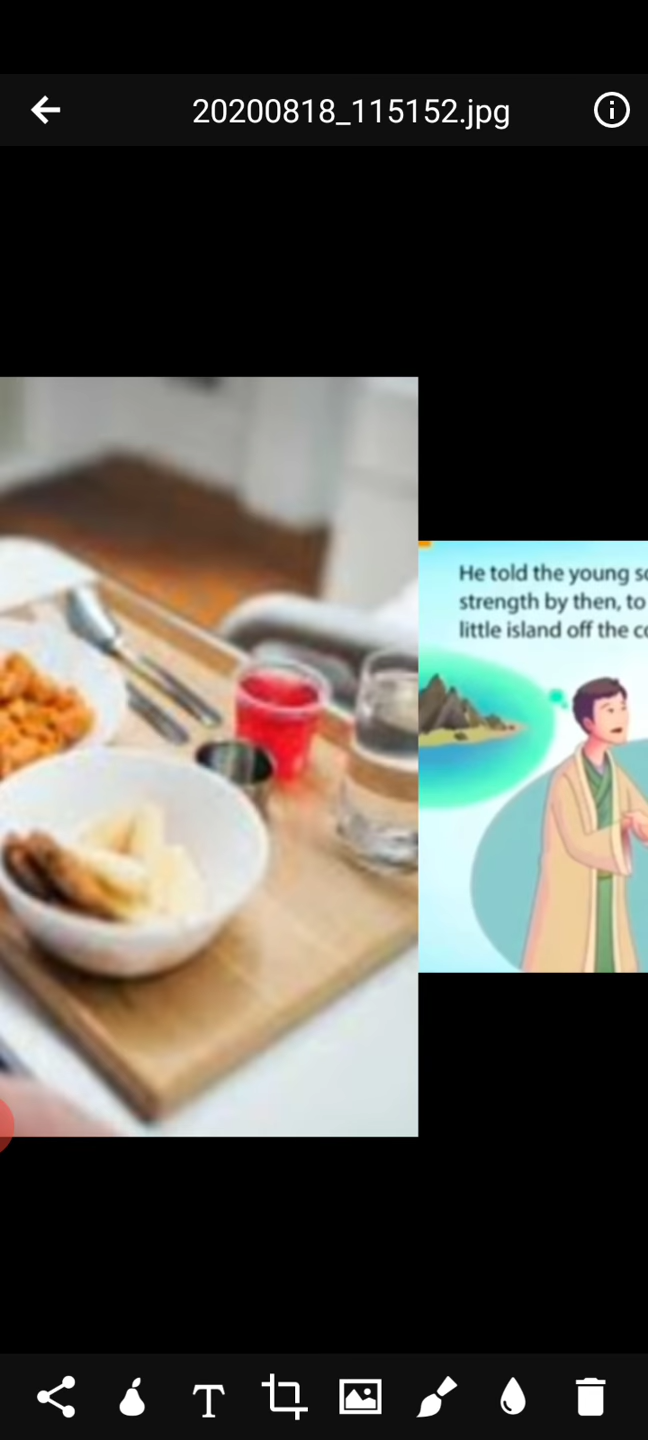 20200818_115152.jpg
He told the young
strength by then, to
little island off the
T